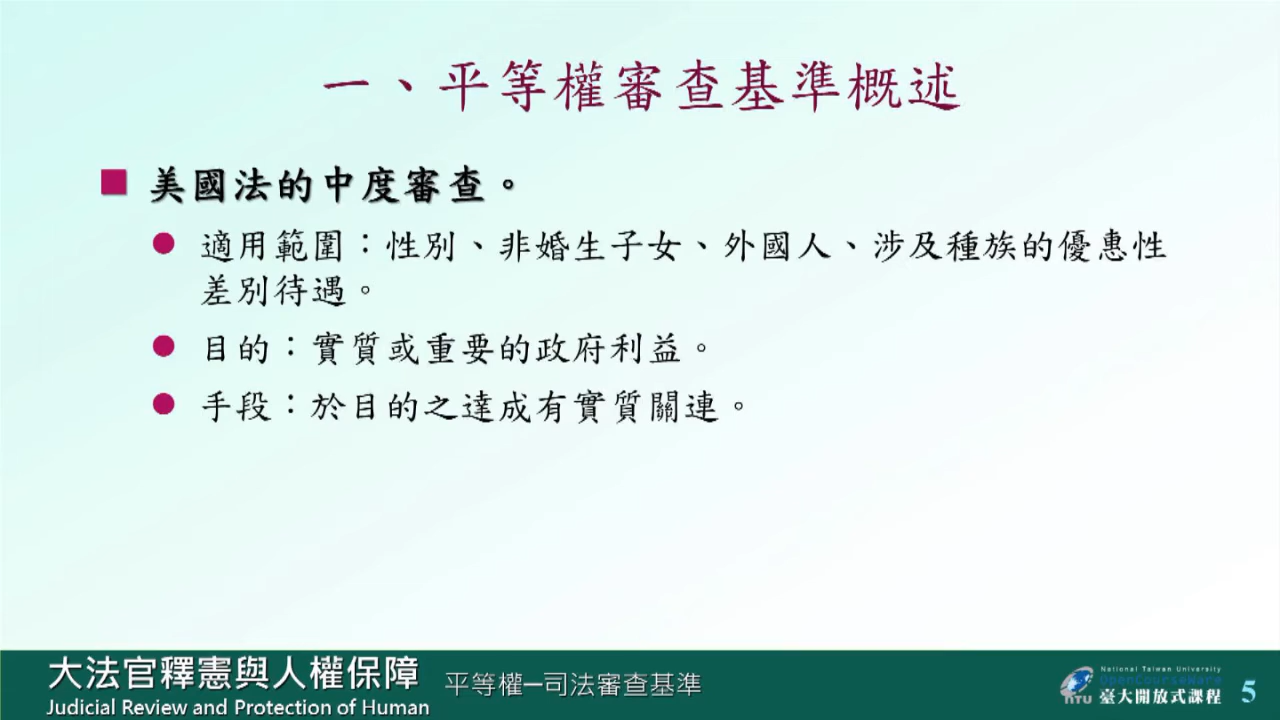 一、平等權審查基準概述
美國法的中度審查。
適用範圍：性別、非婚生子女、外國人、涉及種族的優惠性
差別待遇。
目的：實質或重要的政府利益。
手段：於目的之達成有實質關連。
大法官釋憲與人權保障
Judicial Review and Protection of Human
平等權─司法審查基準
National Taiwan University
OpenCourseWare
NTU 臺大開放式課程
5